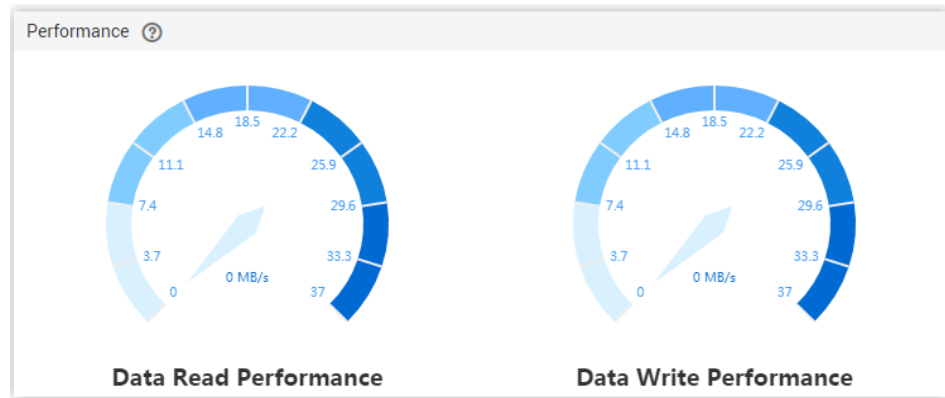 Performance ?
18.5 18.5
14.8 22.2 14.8 22.2
11.1 25.9 11.1 25.9
7.4 29.6 7.4 29.6
3.7 33.3 3.7 33.3
0 MB/s 0 MB/s
0 37 0 37
Data Read Performance Data Write Performance